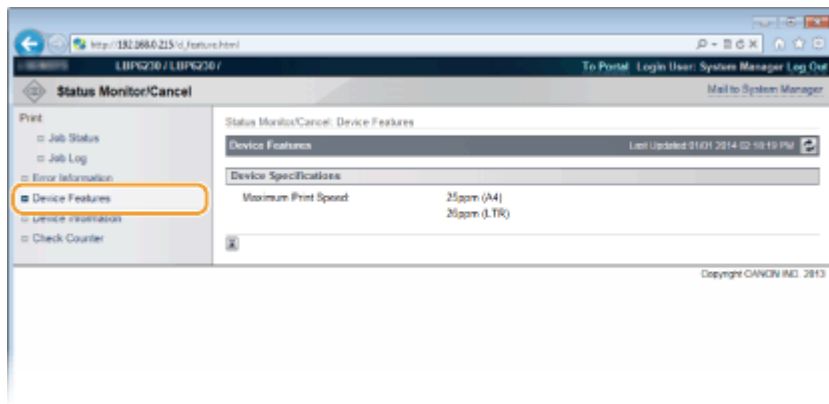 http://192.168.0.215/d_feature.html
LBP6230 / LBP6230 /
To Portal Login User: System Manager Log Out
Status Monitor/Cancel
Mail to System Manager
Print
Job Status
Job Log
Error Information
Device Features
Device Information
Check Counter
Status Monitor/Cancel: Device Features
Device Features
Last Updated 01/01 2014 02:18:19 PM
Device Specifications
Maximum Print Speed:
25ppm (A4)
26ppm (LTR)
Copyright CANON INC. 2013